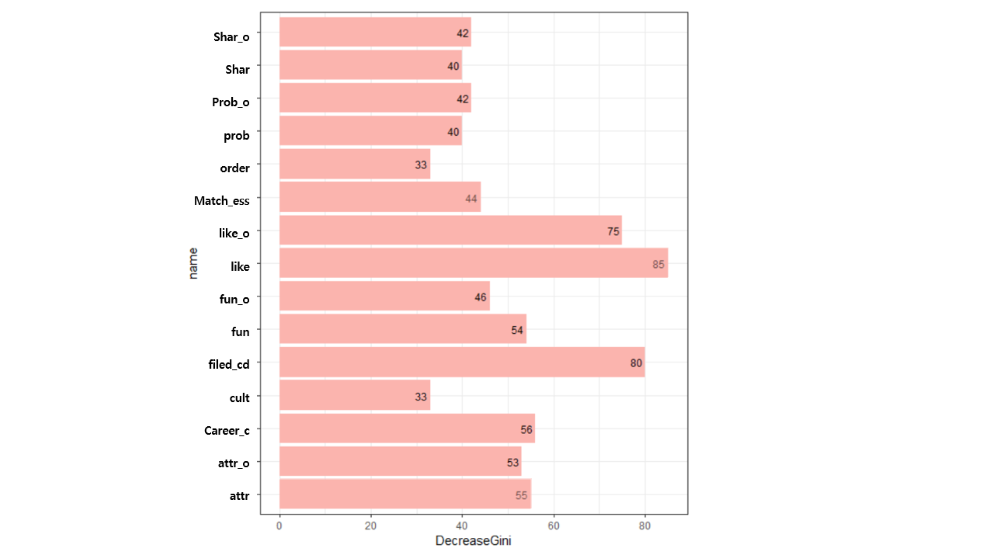 Shar_o 42
Shar 40
Prob_o 42
prob 40
order 33
Match_ess 44
like_o 75
like 85
fun_o 46
fun 54
filed_cd 80
cult 33
Career_c 56
attr_o 53
attr 55
name
0 20 40 60 80
DecreaseGini